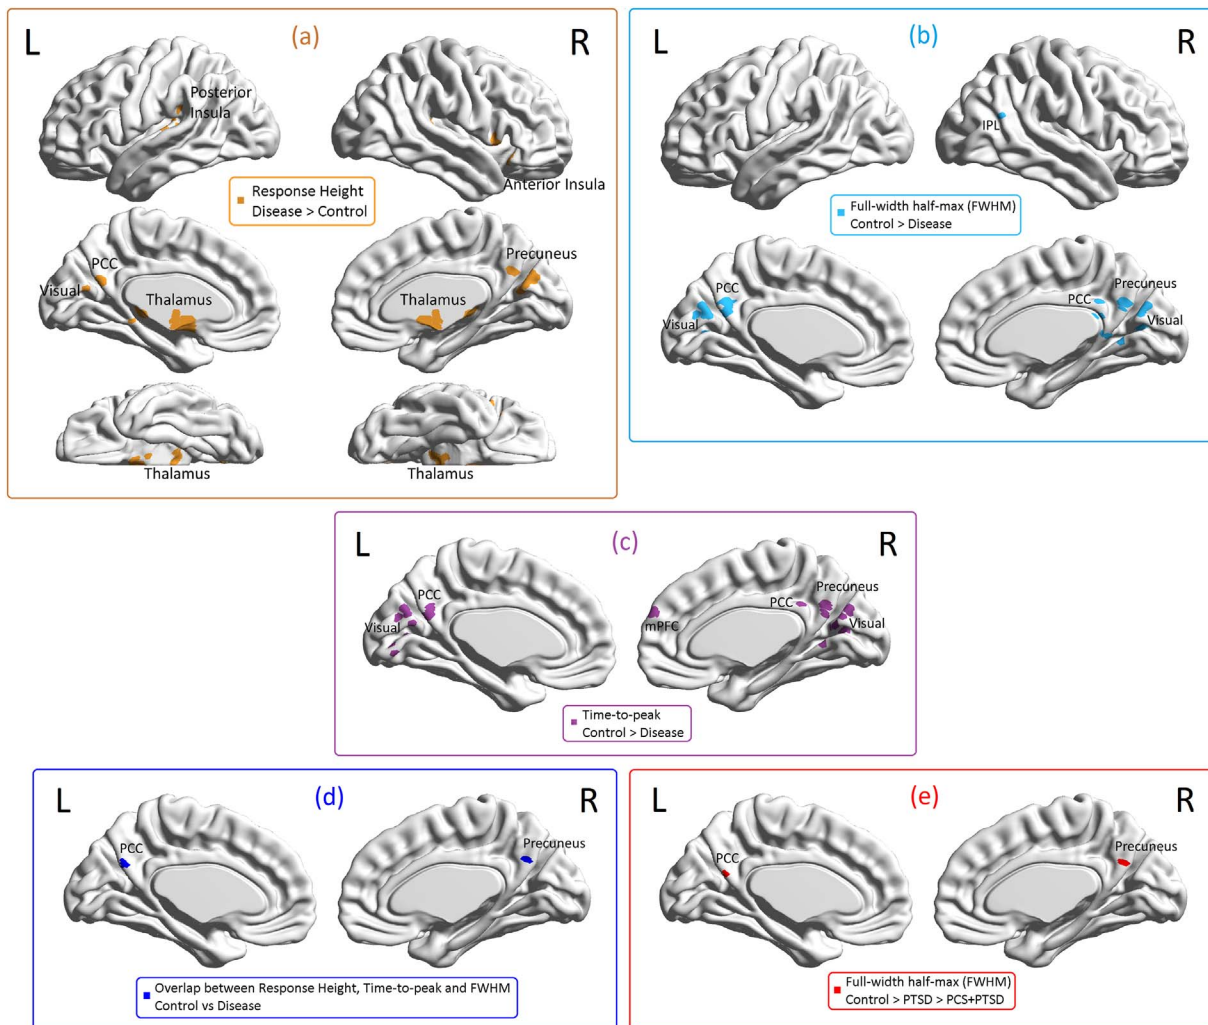 (a)
L
R
Posterior
Insula
Anterior Insula
Response Height
Disease > Control
PCC
Visual
Thalamus
Precuneus
Thalamus
Thalamus
Thalamus
(b)
L
R
IPL
Full-width half-max (FWHM)
Control > Disease
PCC
Visual
Precuneus
PCC
Visual
(c)
L
R
PCC
Visual
Precuneus
PCC
mPFC
Visual
Time-to-peak
Control > Disease
(d)
L
R
PCC
Precuneus
Overlap between Response Height, Time-to-peak and FWHM
Control vs Disease
(e)
L
R
PCC
Precuneus
Full-width half-max (FWHM)
Control > PTSD > PCS+PTSD